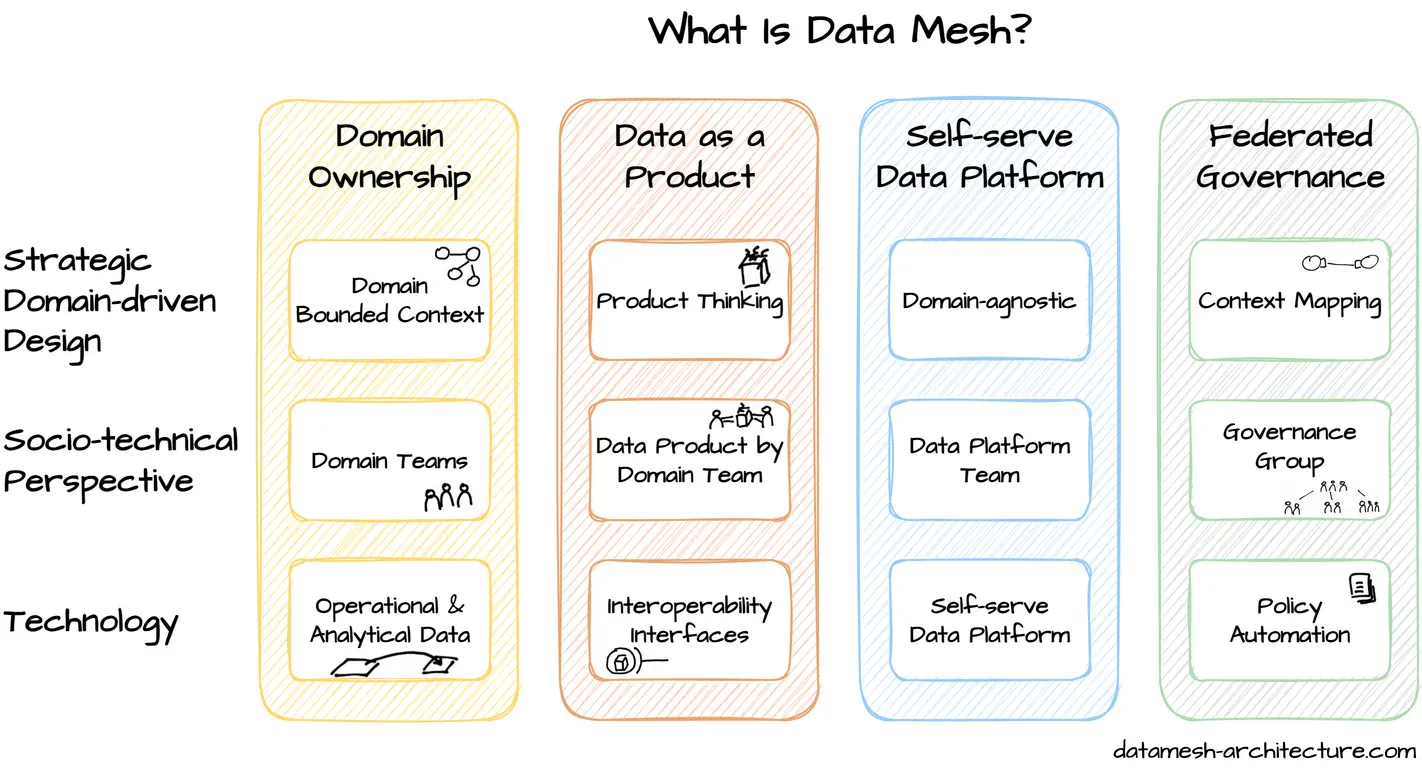 What Is Data Mesh?
Domain
Ownership
Data as a
Product
Self-serve
Data Platform
Federated
Governance
Strategic
Domain-driven
Design
Domain
Bounded Context
Product Thinking
Domain-agnostic
Context Mapping
Socio-technical
Perspective
Domain Teams
Data Product by
Domain Team
Data Platform
Team
Governance
Group
Technology
Operational &
Analytical Data
Interoperability
Interfaces
Self-serve
Data Platform
Policy
Automation
datamesh-architecture.com